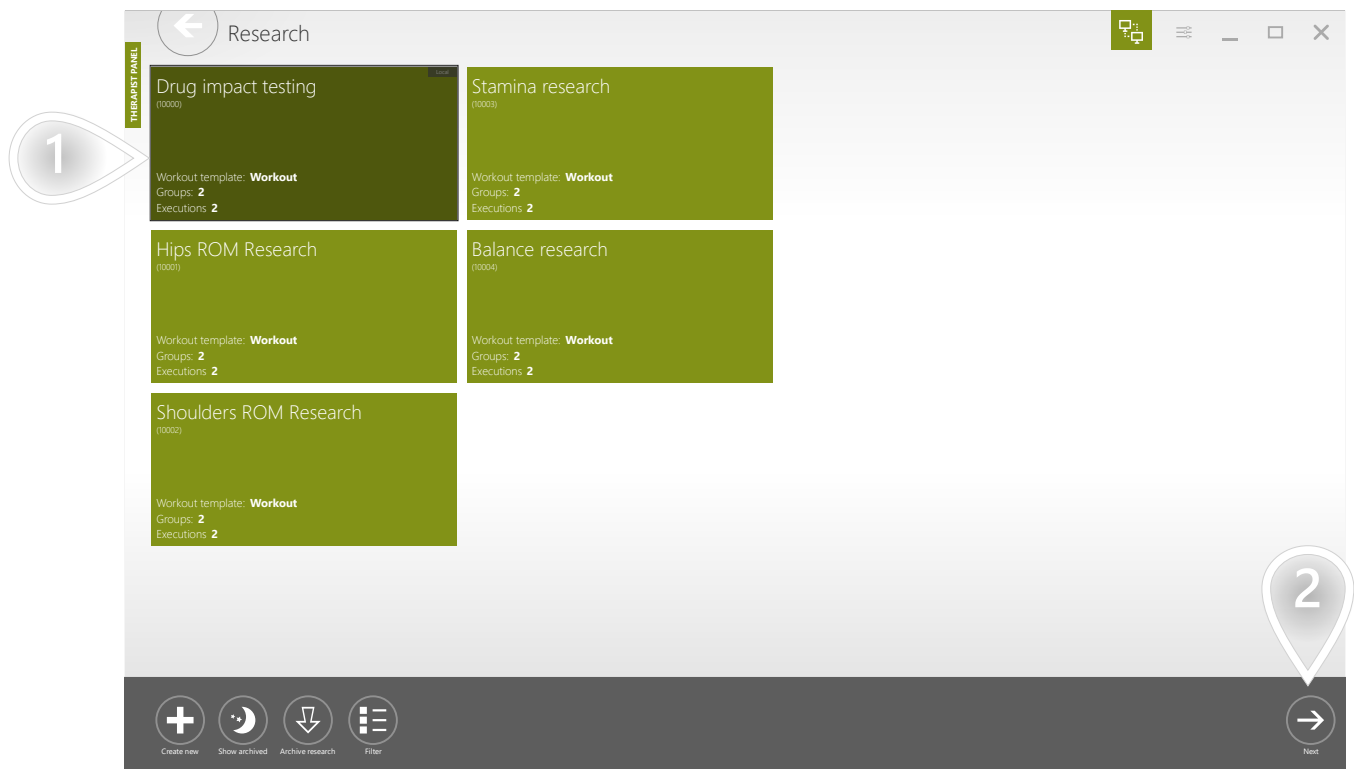 Research
THERAPIST PANEL
1
Drug impact testing
Local
(10000)
Workout template: Workout
Groups: 2
Executions 2
Stamina research
(10003)
Workout template: Workout
Groups: 2
Executions 2
Hips ROM Research
(10001)
Workout template: Workout
Groups: 2
Executions 2
Balance research
(10004)
Workout template: Workout
Groups: 2
Executions 2
Shoulders ROM Research
(10002)
Workout template: Workout
Groups: 2
Executions 2
2
Create new
Show archived
Archive research
Filter
Next